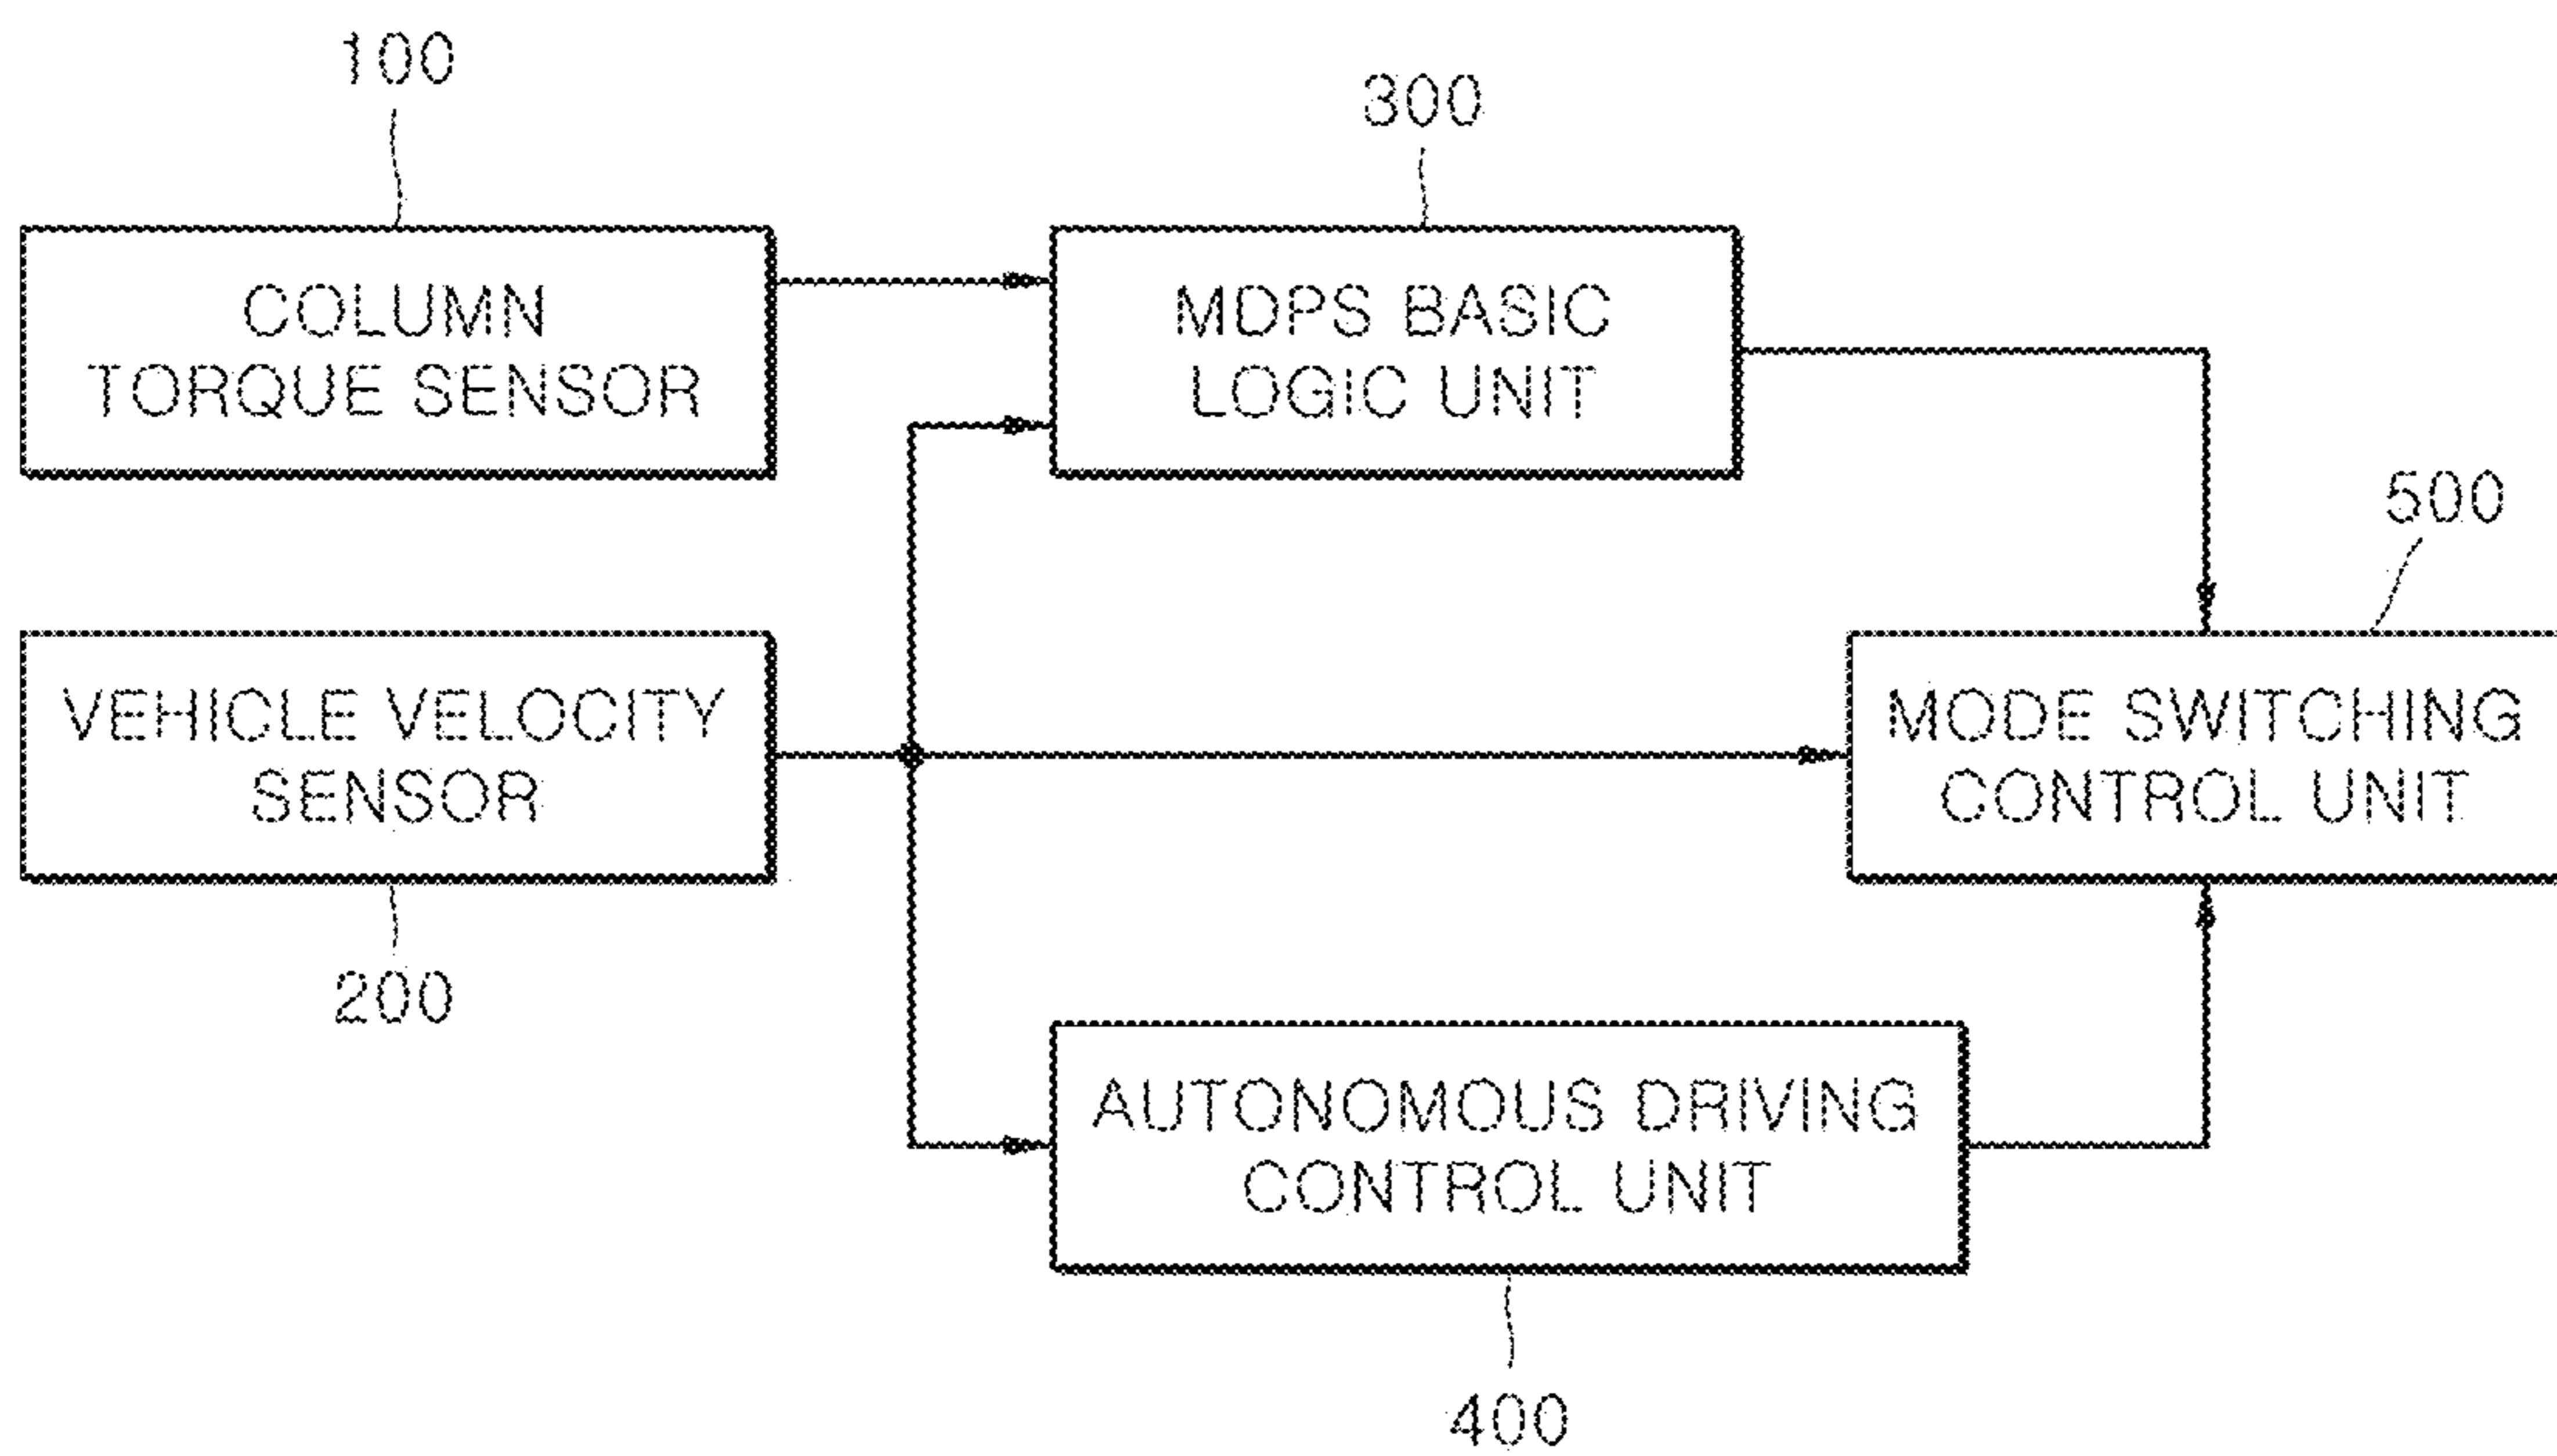 100
300
COLUMN
TORQUE SENSOR
MDPS BASIC
LOGIC UNIT
500
VEHICLE VELOCITY
SENSOR
MODE SWITCHING
CONTROL UNIT
200
AUTONOMOUS DRIVING
CONTROL UNIT
400